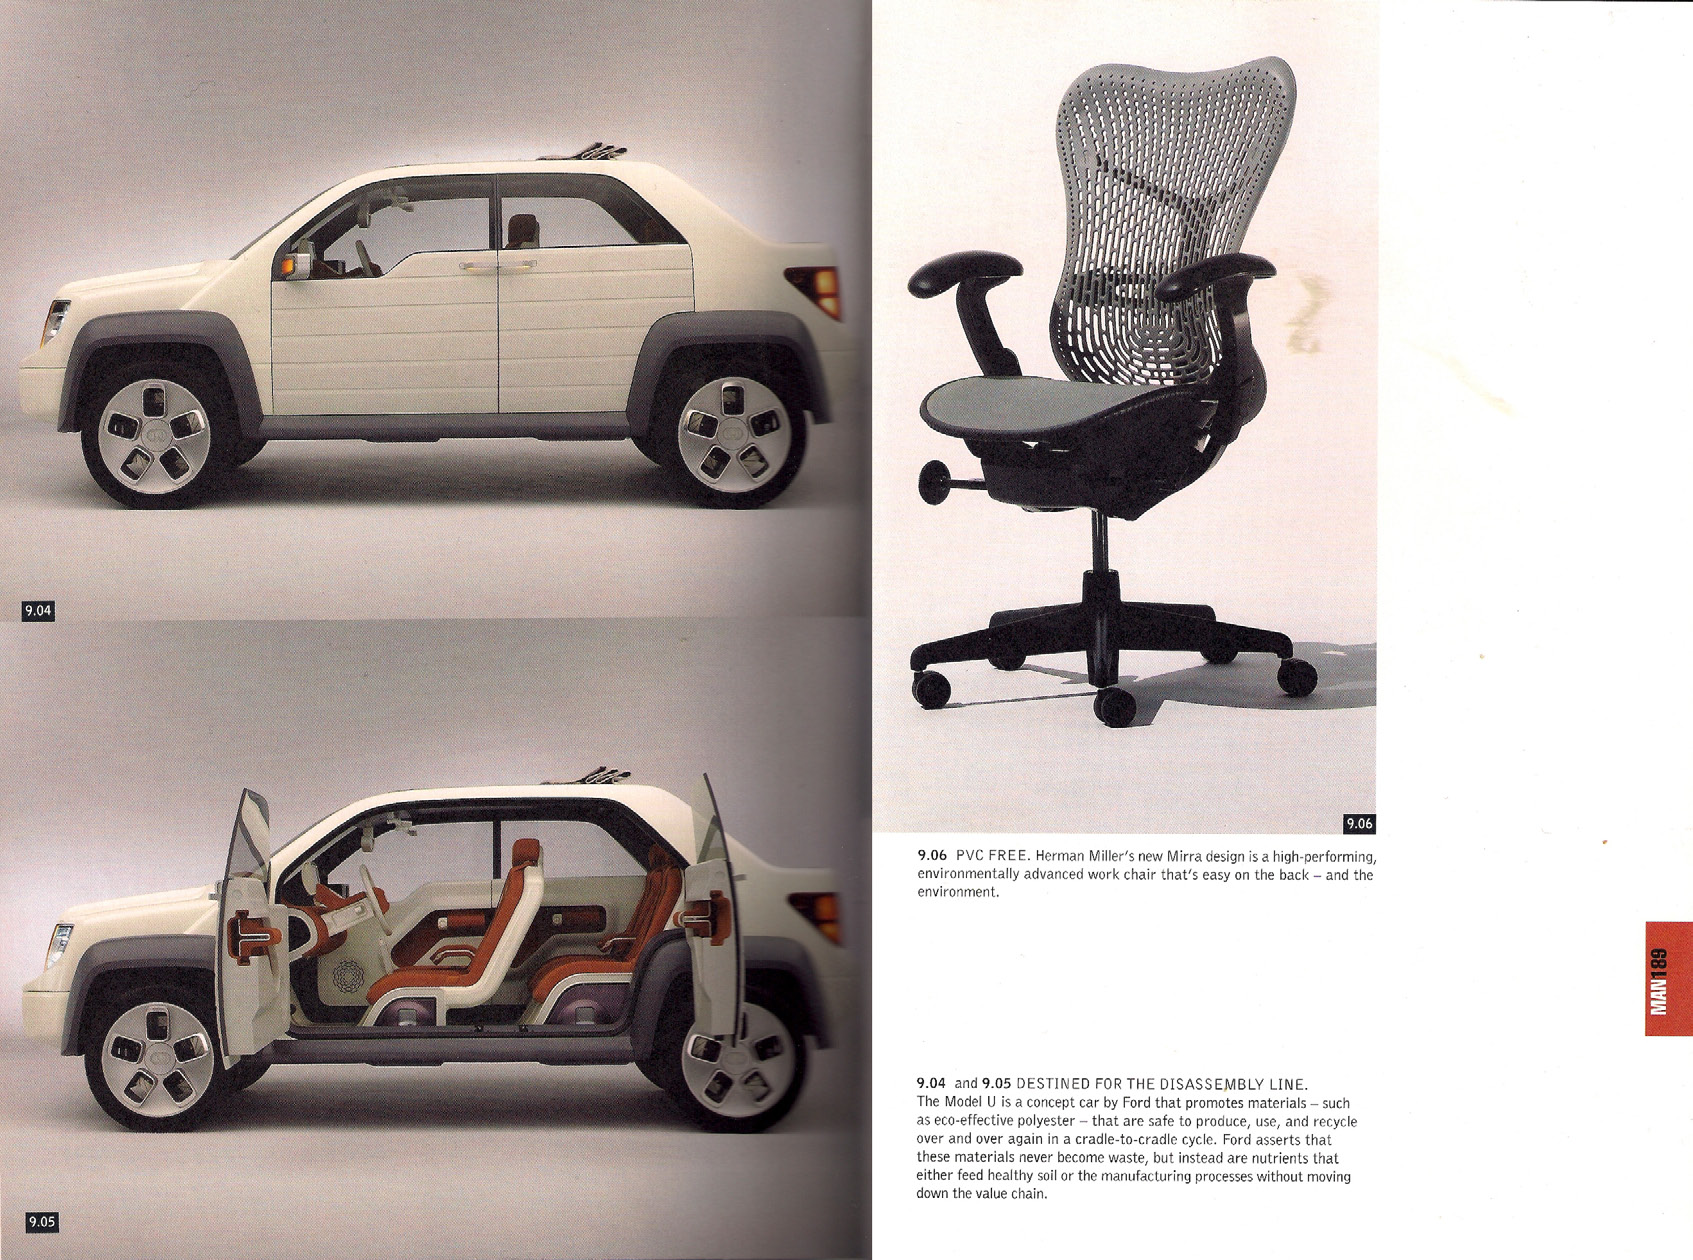 9.04
9.05
9.06
9.06 PVC FREE. Herman Miller's new Mirra design is a high-performing,
environmentally advanced work chair that's easy on the back – and the
environment.
MAN189
9.04 and 9.05 DESTINED FOR THE DISASSEMBLY LINE.
The Model U is a concept car by Ford that promotes materials – such
as eco-effective polyester – that are safe to produce, use, and recycle
over and over again in a cradle-to-cradle cycle. Ford asserts that
these materials never become waste, but instead are nutrients that
either feed healthy soil or the manufacturing processes without moving
down the value chain.